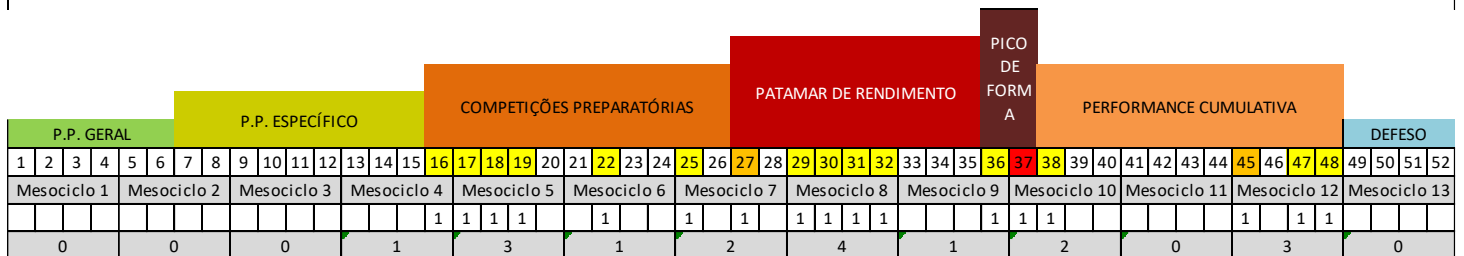 PICO
DE
FORM
A
PATAMAR DE RENDIMENTO
COMPETIÇÕES PREPARATÓRIAS
PERFORMANCE CUMULATIVA
P.P. ESPECÍFICO
P.P. GERAL
DEFESO
1 2 3 4 5 6 7 8 9 10 11 12 13 14 15 16 17 18 19 20 21 22 23 24 25 26 27 28 29 30 31 32 33 34 35 36 37 38 39 40 41 42 43 44 45 46 47 48 49 50 51 52
Mesociclo 1 Mesociclo 2 Mesociclo 3 Mesociclo 4 Mesociclo 5 Mesociclo 6 Mesociclo 7 Mesociclo 8 Mesociclo 9 Mesociclo 10 Mesociclo 11 Mesociclo 12 Mesociclo 13
1 1 1 1 1 1 1 1 1 1 1 1 1 1 1 1 1
0 0 0 1 3 1 2 4 1 2 0 3 0